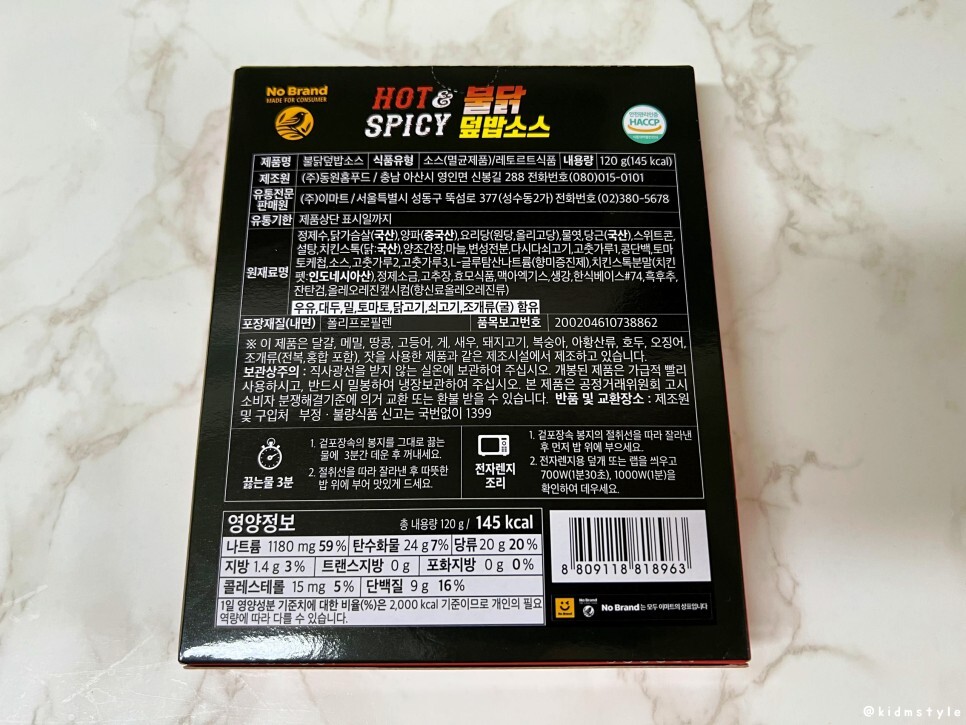 No Brand
MADE FOR CONSUMER
HOT & SPICY 불닭 덮밥소스
안전관리인증
HACCP
제품명 불닭덮밥소스 식품유형 소스(멸균제품)/레토르트식품 내용량 120 g(145 kcal)
제조원 (주)동원홈푸드 / 충남 아산시 영인면 신봉길 288 전화번호(080)015-0101
유통전문판매원 (주)이마트/서울특별시 성동구 뚝섬로 377(성수동2가) 전화번호(02)380-5678
유통기한 제품상단 표시일까지
원재료명
정제수,닭가슴살(국산),양파(중국산),요리당(원당,올리고당),물엿,당근(국산),스위트콘,
설탕,치킨스톡(닭:국산),양조간장,마늘,변성전분,다시다쇠고기,고춧가루1,콩단백,토마
토케첩,소스,고춧가루2,고춧가루3,L-글루탐산나트륨(향미증진제),치킨스톡분말(치킨
펫:인도네시아산),정제소금,고추장,효모식품,맥아엑기스,생강,한식베이스#74,흑후추,
잔탄검,올레오레진캪시컴(향신료올레오레진류)
우유,대두,밀,토마토,닭고기,쇠고기,조개류(굴) 함유
포장재질(내면) 폴리프로필렌 품목보고번호 200204610738862
※ 이 제품은 달걀, 메밀, 땅콩, 고등어, 게, 새우, 돼지고기, 복숭아, 아황산류, 호두, 오징어,
조개류(전복,홍합 포함), 잣을 사용한 제품과 같은 제조시설에서 제조하고 있습니다.
보관상주의 : 직사광선을 받지 않는 실온에 보관하여 주십시오. 개봉된 제품은 가급적 빨리
사용하시고, 반드시 밀봉하여 냉장보관하여 주십시오. 본 제품은 공정거래위원회 고시
소비자 분쟁해결기준에 의거 교환 또는 환불 받을 수 있습니다. 반품 및 교환장소 : 제조원
및 구입처 부정·불량식품 신고는 국번없이 1399
끓는물 3분
1. 겉포장속의 봉지를 그대로 끓는
물에 3분간 데운 후 꺼내세요.
2. 절취선을 따라 잘라낸 후 따뜻한
밥 위에 부어 맛있게 드세요.
전자렌지
조리
1. 겉포장속 봉지의 절취선을 따라 잘라낸
후 먼저 밥 위에 부으세요.
2. 전자렌지용 덮개 또는 랩을 씌우고
700W(1분30초), 1000W(1분)을
확인하여 데우세요.
영양정보 총 내용량 120 g / 145 kcal
나트륨 1180 mg 59% 탄수화물 24 g 7% 당류 20 g 20%
지방 1.4 g 3% 트랜스지방 0 g 포화지방 0 g 0%
콜레스테롤 15 mg 5% 단백질 9 g 16%
1일 영양성분 기준치에 대한 비율(%)은 2,000 kcal 기준이므로 개인의 필요
역량에 따라 다를 수 있습니다.
8 809118 818963
No Brand
No Brand
No Brand는 모두 이마트의 상표입니다
@kidmstyle